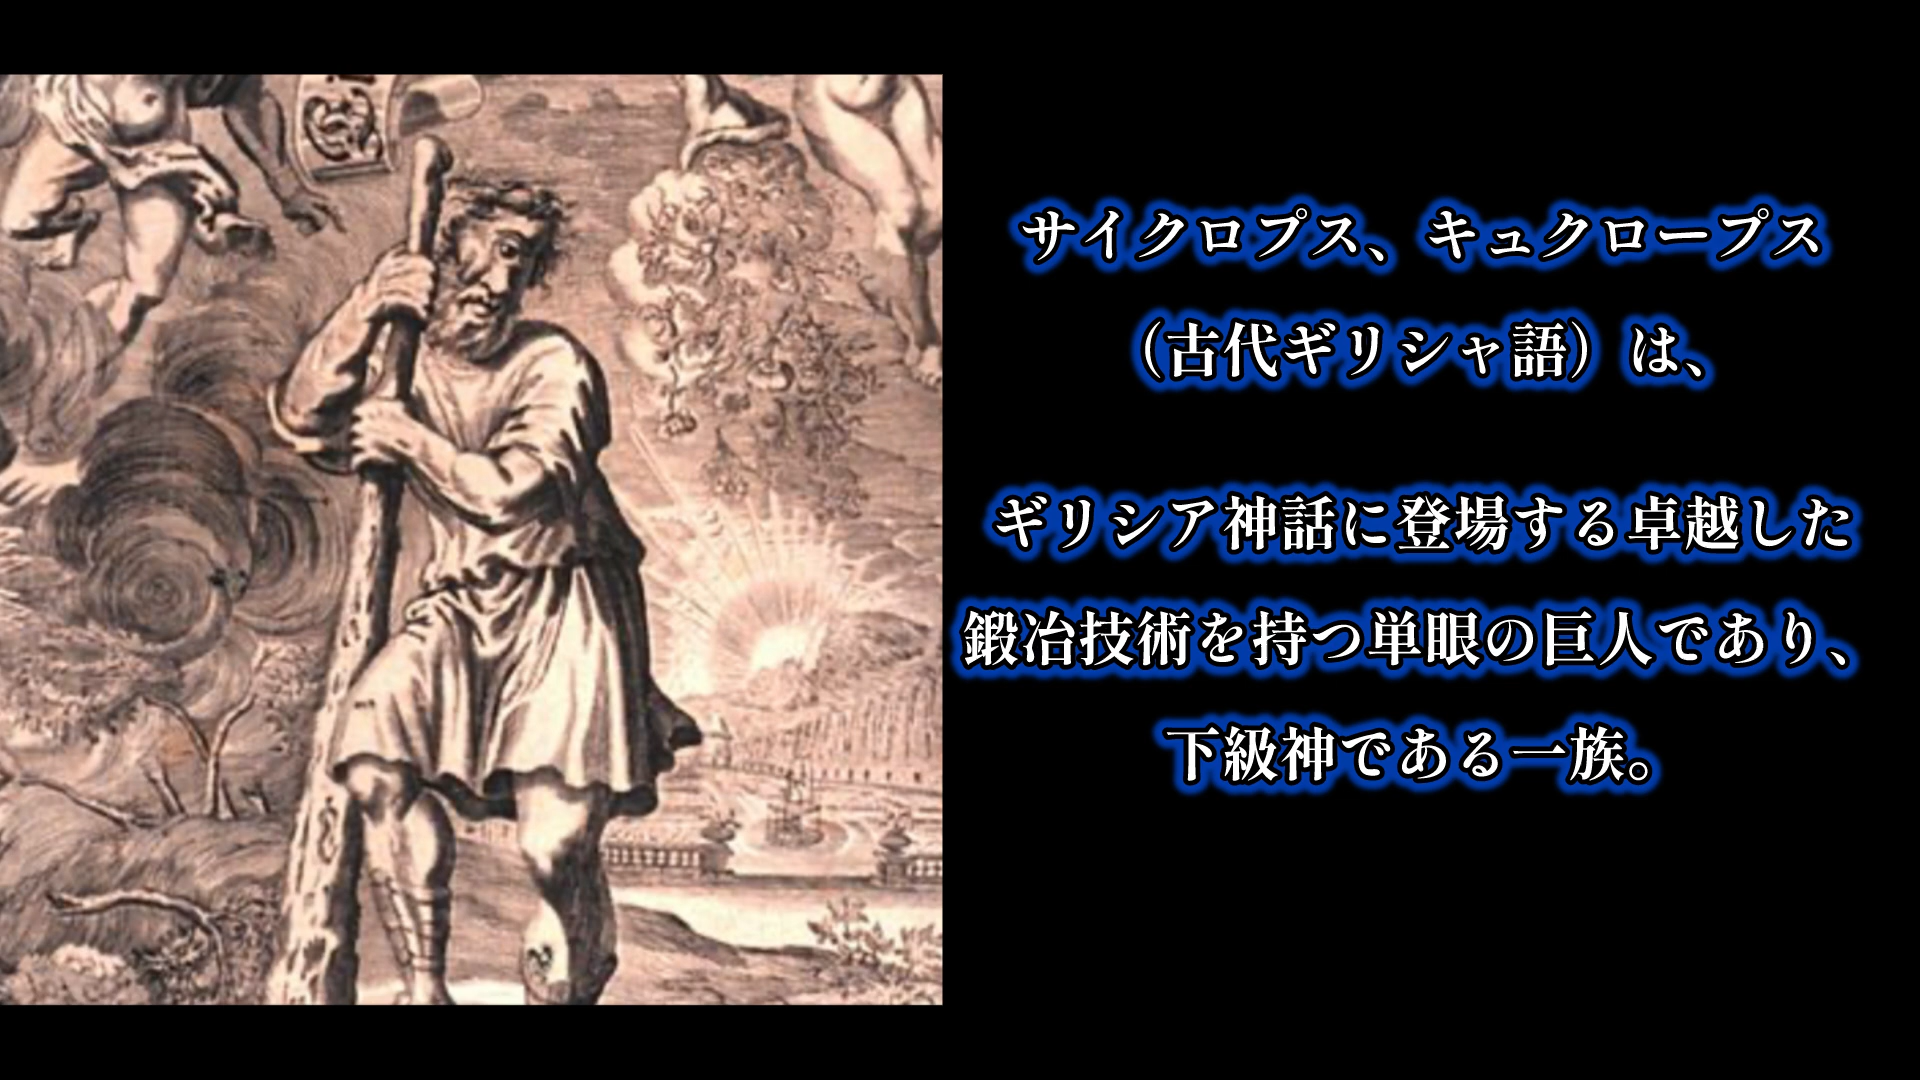 サイクロプス、キュクロープス
（古代ギリシャ語）は、
ギリシア神話に登場する卓越した
鍛冶技術を持つ単眼の巨人であり、
下級神である一族。